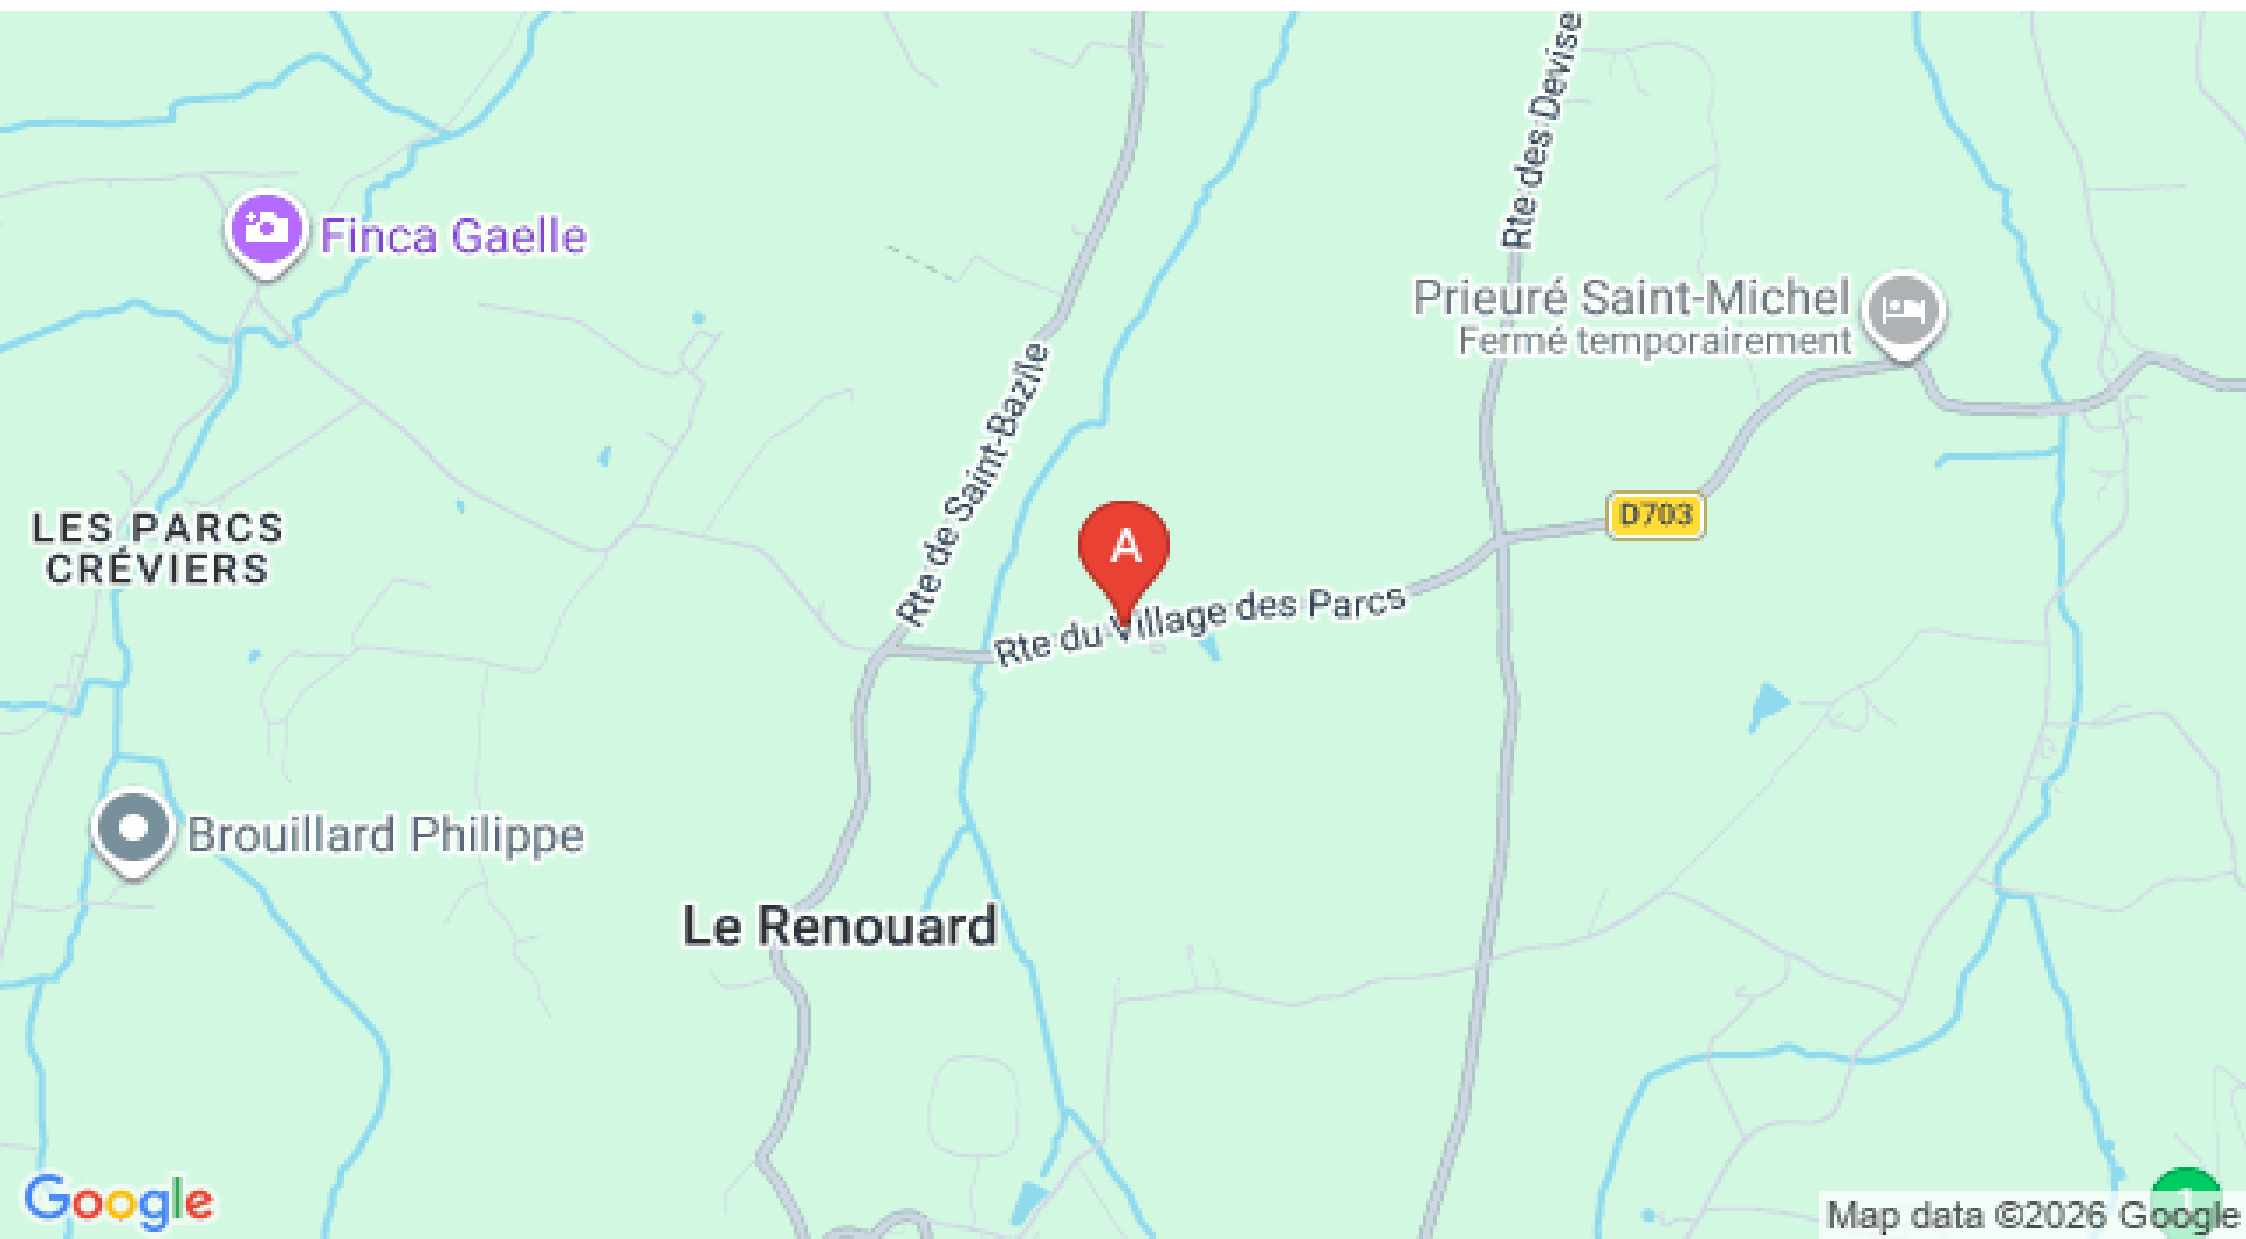 Rte des Devise
Finca Gaelle
Prieuré Saint-Michel
Fermé temporairement
Rte de Saint-Bazile
D703
LES PARCS
CRÉVIERS
A
Rte du Village des Parcs
Brouillard Philippe
Le Renouard
Google
Map data ©2026 Google